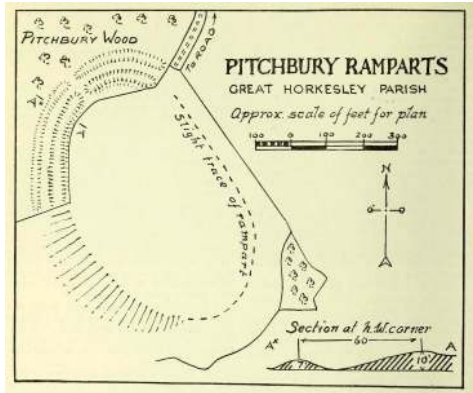 PITCHBURY WOOD
TO ROAD
PITCHBURY RAMPARTS
GREAT HORKESLEY PARISH
Approx. scale of feet for plan
100 0 100 200 300
N
Slight trace of rampart
A
A
Section at N.W. corner
A
60
A
7'
10'